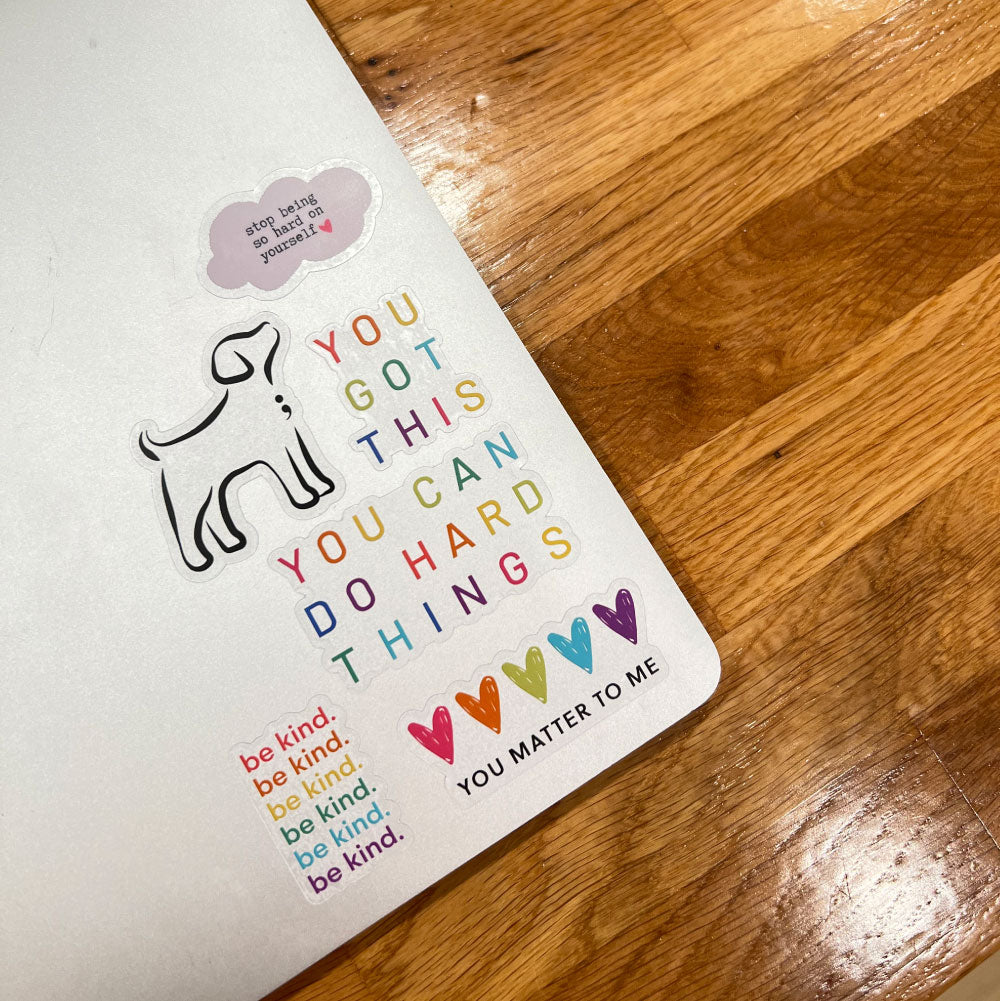 stop being
so hard on
yourself
YOU
GOT
THIS
YOU CAN
DO HARD
THINGS
YOU MATTER TO ME
be kind.
be kind.
be kind.
be kind.
be kind.
be kind.